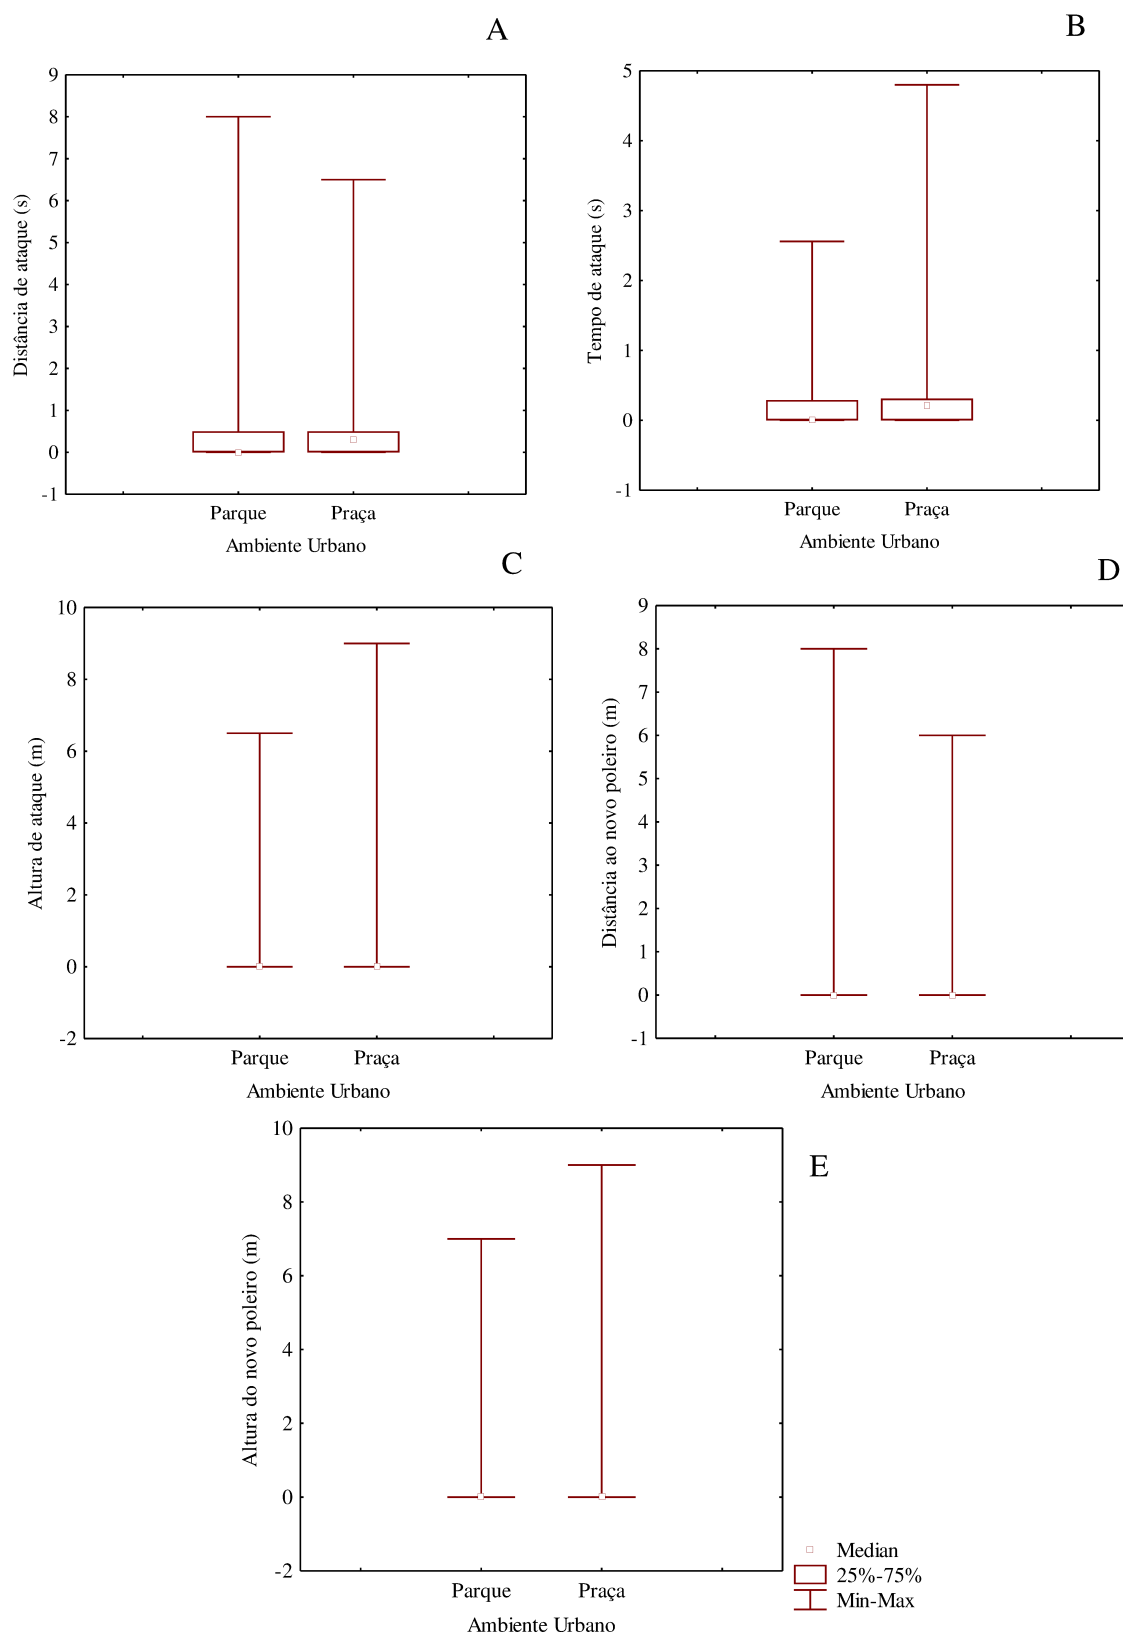 A
Distância de ataque (s)
9
8
7
6
5
4
3
2
1
0
-1
Parque Praça
Ambiente Urbano
B
Tempo de ataque (s)
5
4
3
2
1
0
-1
Parque Praça
Ambiente Urbano
C
Altura de ataque (m)
10
8
6
4
2
0
-2
Parque Praça
Ambiente Urbano
D
Distância ao novo poleiro (m)
9
8
7
6
5
4
3
2
1
0
-1
Parque Praça
Ambiente Urbano
E
Altura do novo poleiro (m)
10
8
6
4
2
0
-2
Parque Praça
Ambiente Urbano
Median
25%-75%
Min-Max